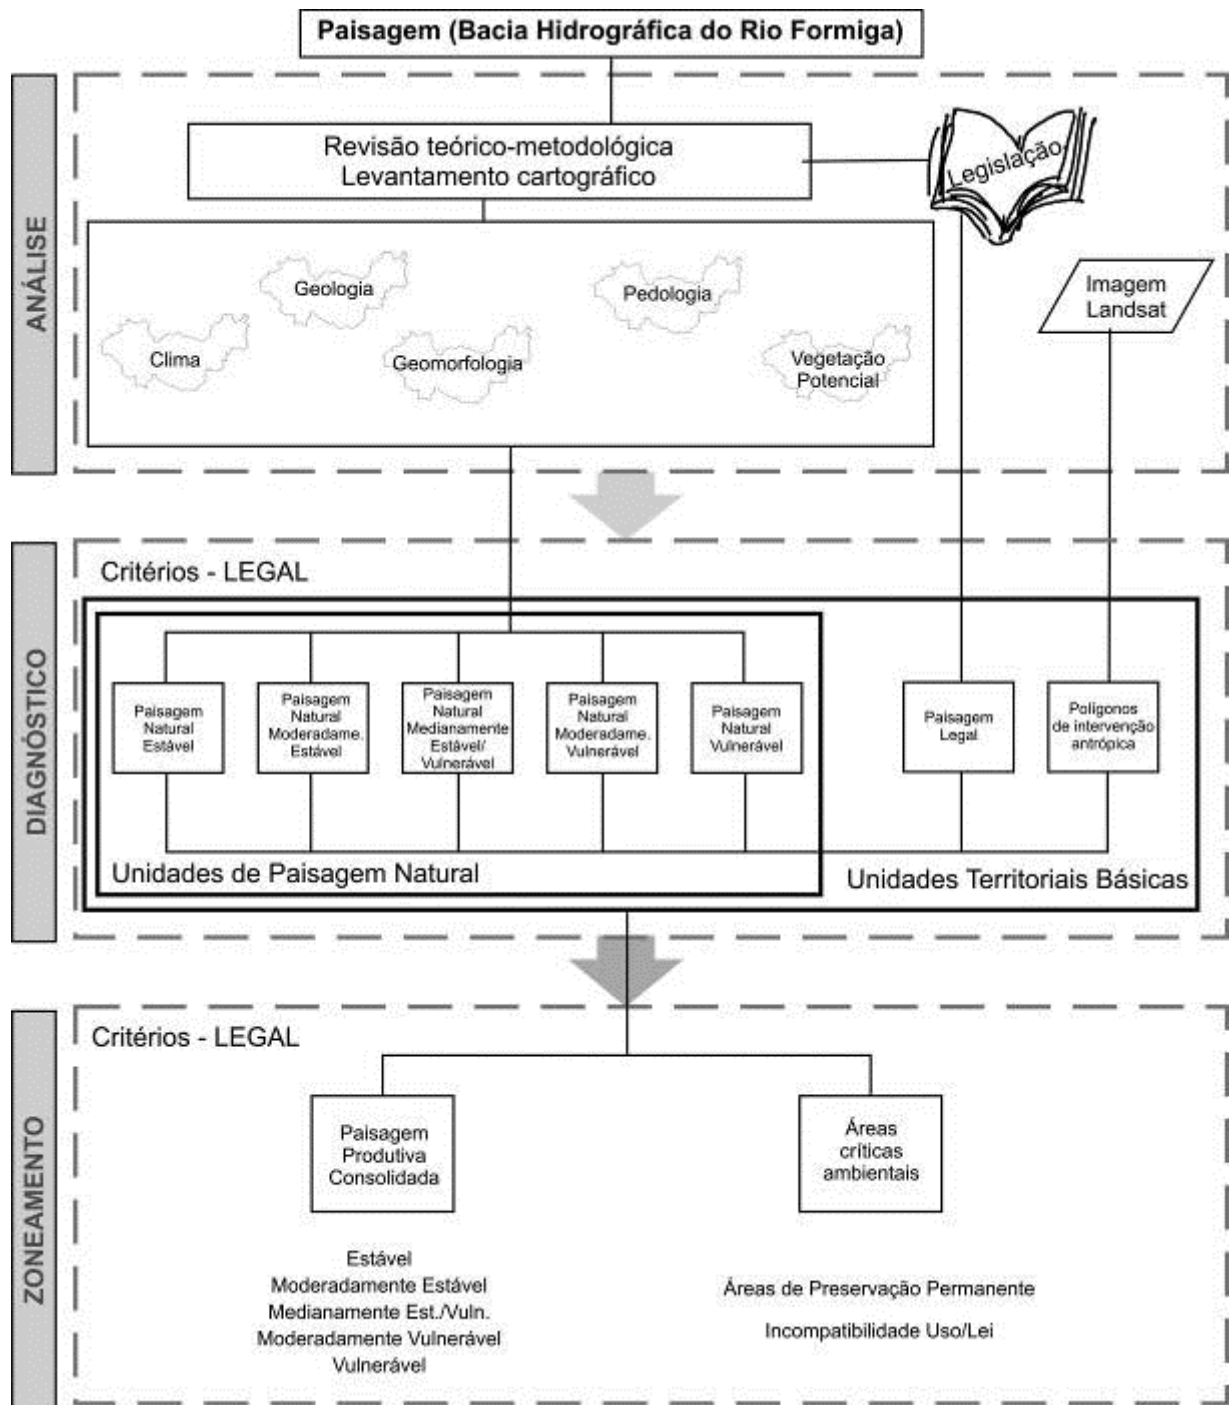 Paisagem (Bacia Hidrográfica do Rio Formiga)
ANÁLISE
Revisão teórico-metodológica
Levantamento cartográfico
Legislação
Imagem
Landsat
Geologia
Pedologia
Clima
Geomorfologia
Vegetação
Potencial
DIAGNÓSTICO
Critérios - LEGAL
Paisagem
Natural
Estável
Paisagem
Natural
Moderadame.
Estável
Paisagem
Natural
Medianamente
Estável/
Vulnerável
Paisagem
Natural
Moderadame.
Vulnerável
Paisagem
Natural
Vulnerável
Paisagem
Legal
Polígonos
de intervenção
antrópica
Unidades de Paisagem Natural
Unidades Territoriais Básicas
ZONEAMENTO
Critérios - LEGAL
Paisagem
Produtiva
Consolidada
Áreas
críticas
ambientais
Estável
Moderadamente Estável
Medianamente Est./Vuln.
Moderadamente Vulnerável
Vulnerável
Áreas de Preservação Permanente
Incompatibilidade Uso/Lei